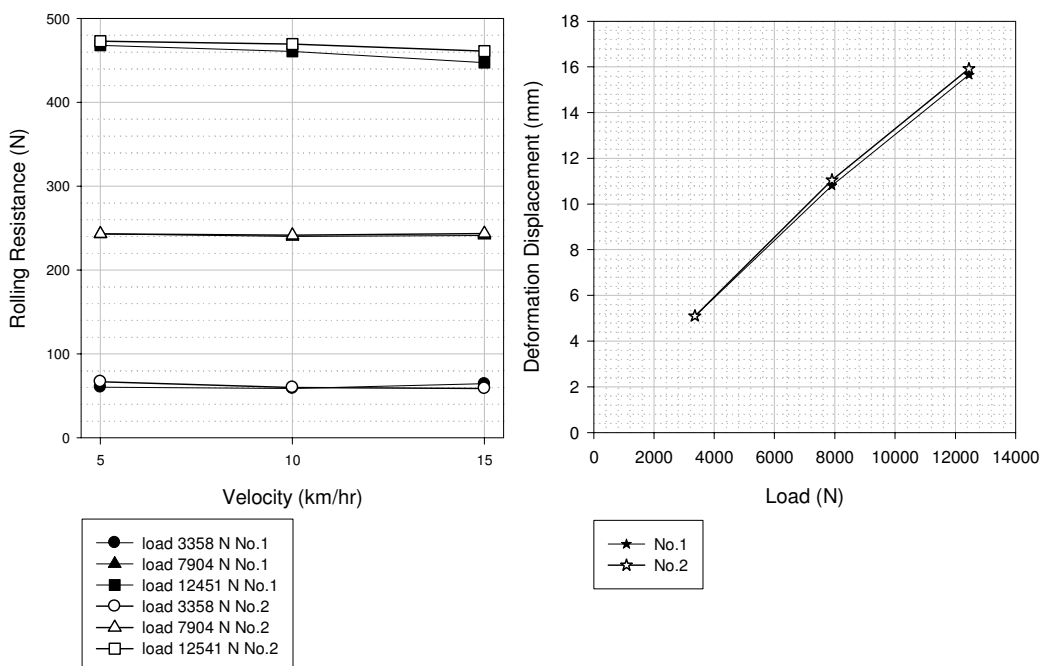 500
400
300
200
100
0
Rolling Resistance (N)
5 10 15
Velocity (km/hr)
load 3358 N No.1
load 7904 N No.1
load 12451 N No.1
load 3358 N No.2
load 7904 N No.2
load 12541 N No.2
18
16
14
12
10
8
6
4
2
0
Deformation Displacement (mm)
0 2000 4000 6000 8000 10000 12000 14000
Load (N)
No.1
No.2